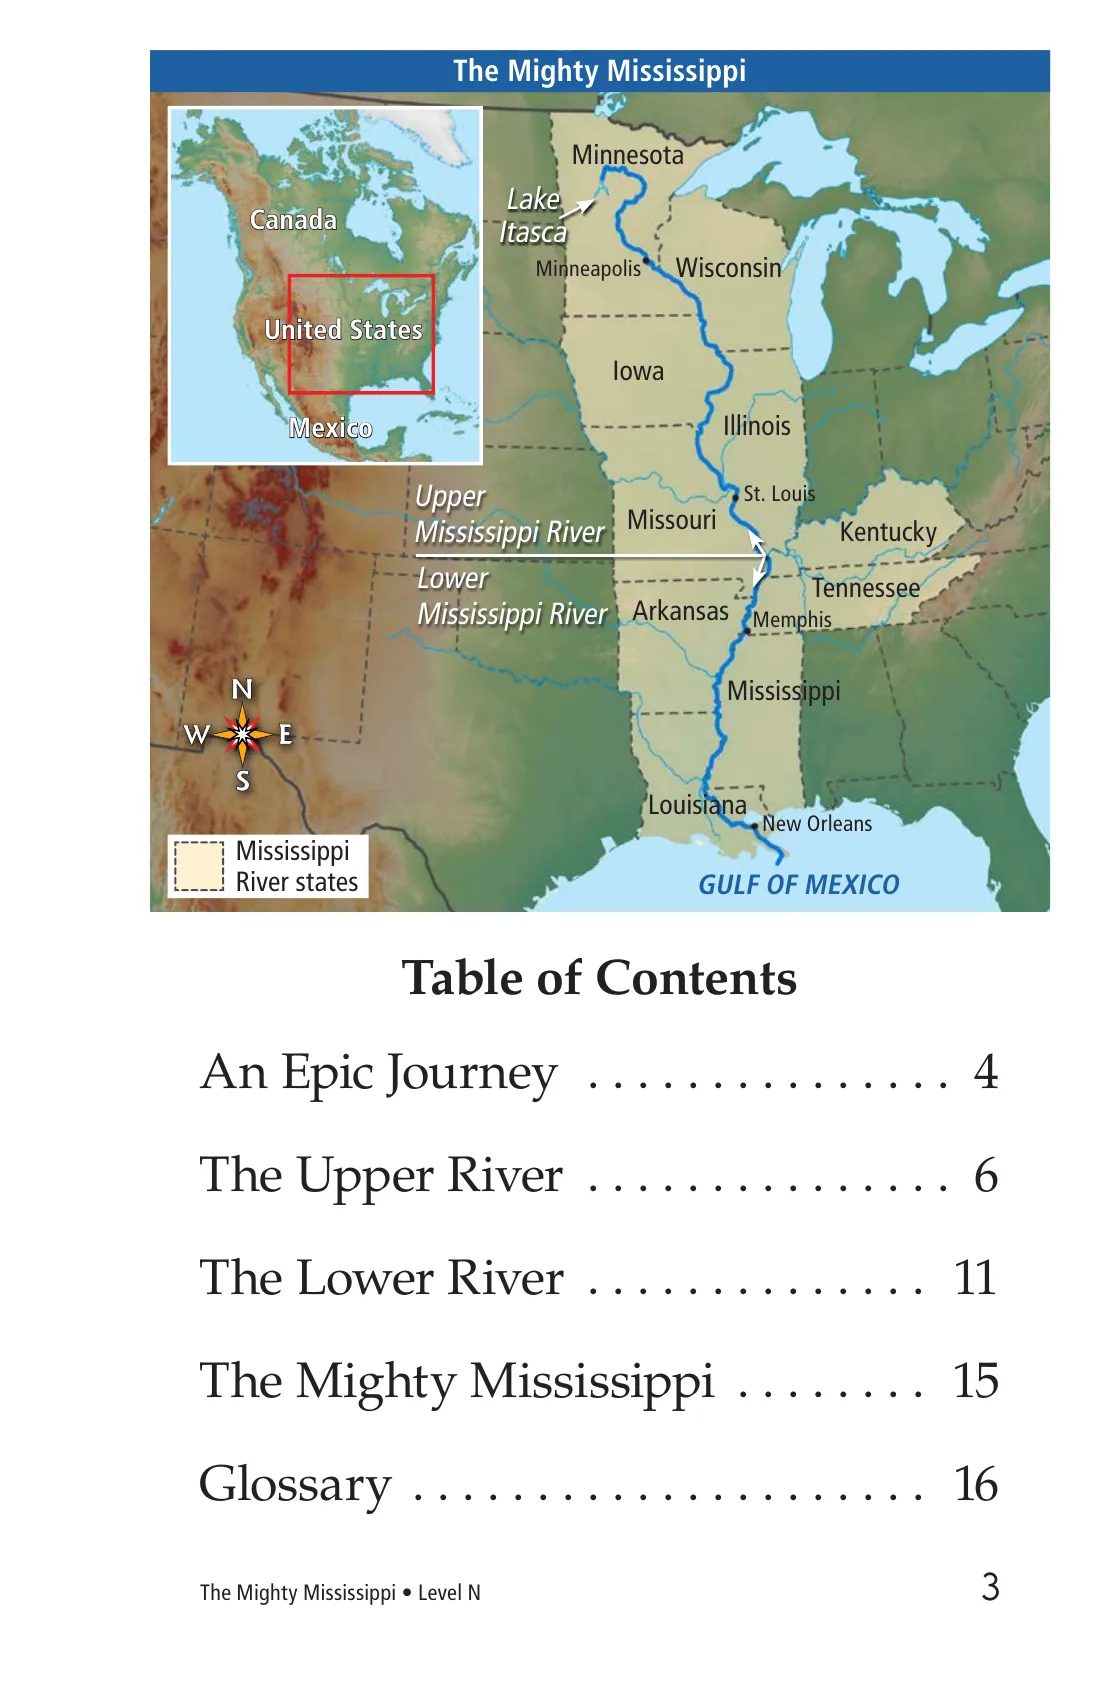 The Mighty Mississippi
Canada
United States
Mexico
Minnesota
Lake
Itasca
Minneapolis
Wisconsin
Iowa
Illinois
St. Louis
Upper
Mississippi River
Missouri
Kentucky
Lower
Mississippi River
Tennessee
Arkansas
Memphis
Mississippi
N
W
E
S
Louisiana
New Orleans
GULF OF MEXICO
Mississippi
River states
Table of Contents
An Epic Journey . . . . . . . . . . . . . . . 4
The Upper River . . . . . . . . . . . . . . . 6
The Lower River . . . . . . . . . . . . . . 11
The Mighty Mississippi . . . . . . . . 15
Glossary . . . . . . . . . . . . . . . . . . . . . 16
The Mighty Mississippi • Level N
3